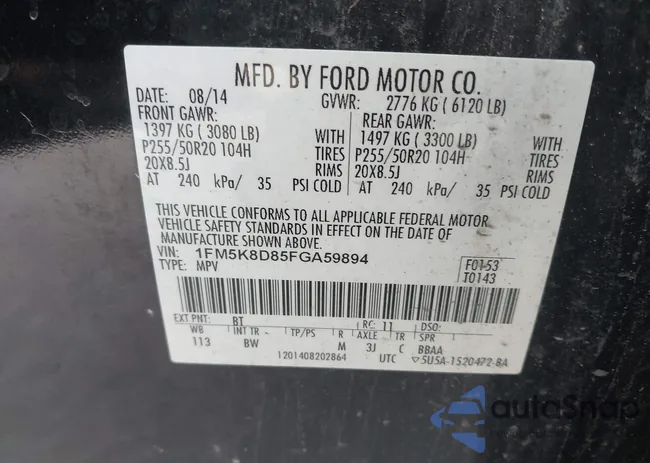 MFD. BY FORD MOTOR CO.
DATE: 08/14 GVWR: 2776 KG ( 6120 LB)
FRONT GAWR: REAR GAWR:
1397 KG ( 3080 LB) WITH 1497 KG ( 3300 LB) WITH
P255/50R20 104H TIRES P255/50R20 104H TIRES
20X8.5J RIMS 20X8.5J RIMS
AT 240 kPa/ 35 PSI COLD AT 240 kPa/ 35 PSI COLD
THIS VEHICLE CONFORMS TO ALL APPLICABLE FEDERAL MOTOR
VEHICLE SAFETY STANDARDS IN EFFECT ON THE DATE OF
MANUFACTURE SHOWN ABOVE.
VIN: 1FM5K8D85FGA59894
TYPE: MPV
F0153
T0143
EXT PNT: BT RC: 11 DSO:
WB INT TR TP/PS R AXLE TR SPR
113 BW M 3J C BBAA
1201408202864 UTC ▽5U5A-1520472-BA
autoSnap